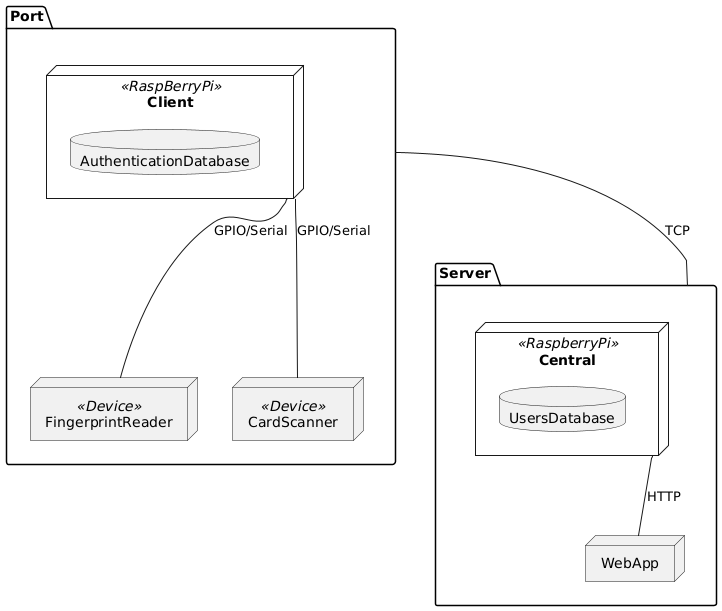 Port
«RaspBerryPi»
Client
AuthenticationDatabase
GPIO/Serial
GPIO/Serial
TCP
«Device»
FingerprintReader
«Device»
CardScanner
Server
«RaspberryPi»
Central
UsersDatabase
HTTP
WebApp